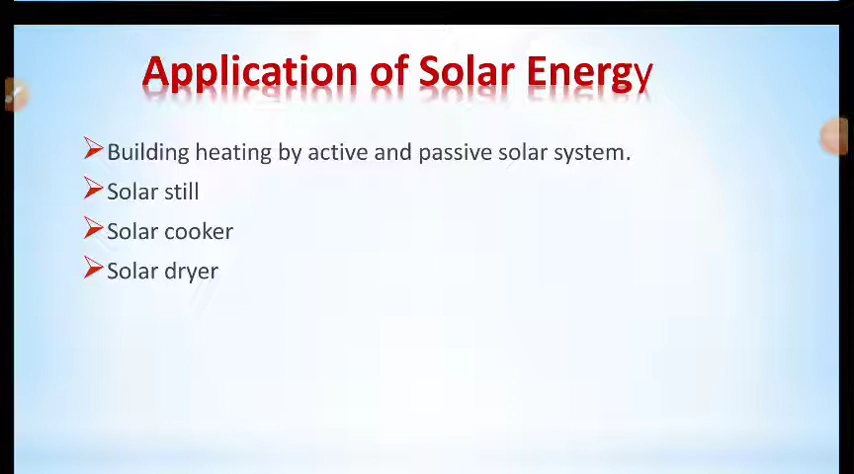 Application of Solar Energy
Building heating by active and passive solar system.
Solar still
Solar cooker
Solar dryer